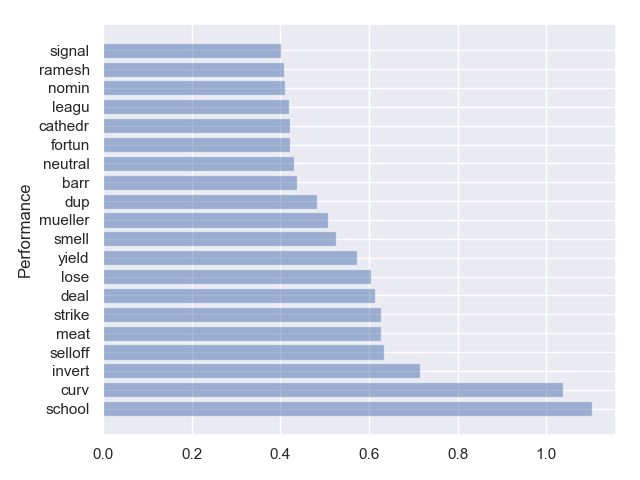 signal
ramesh
nomin
leagu
cathedr
fortun
neutral
barr
dup
mueller
smell
yield
lose
deal
strike
meat
selloff
invert
curv
school
Performance
0.0 0.2 0.4 0.6 0.8 1.0